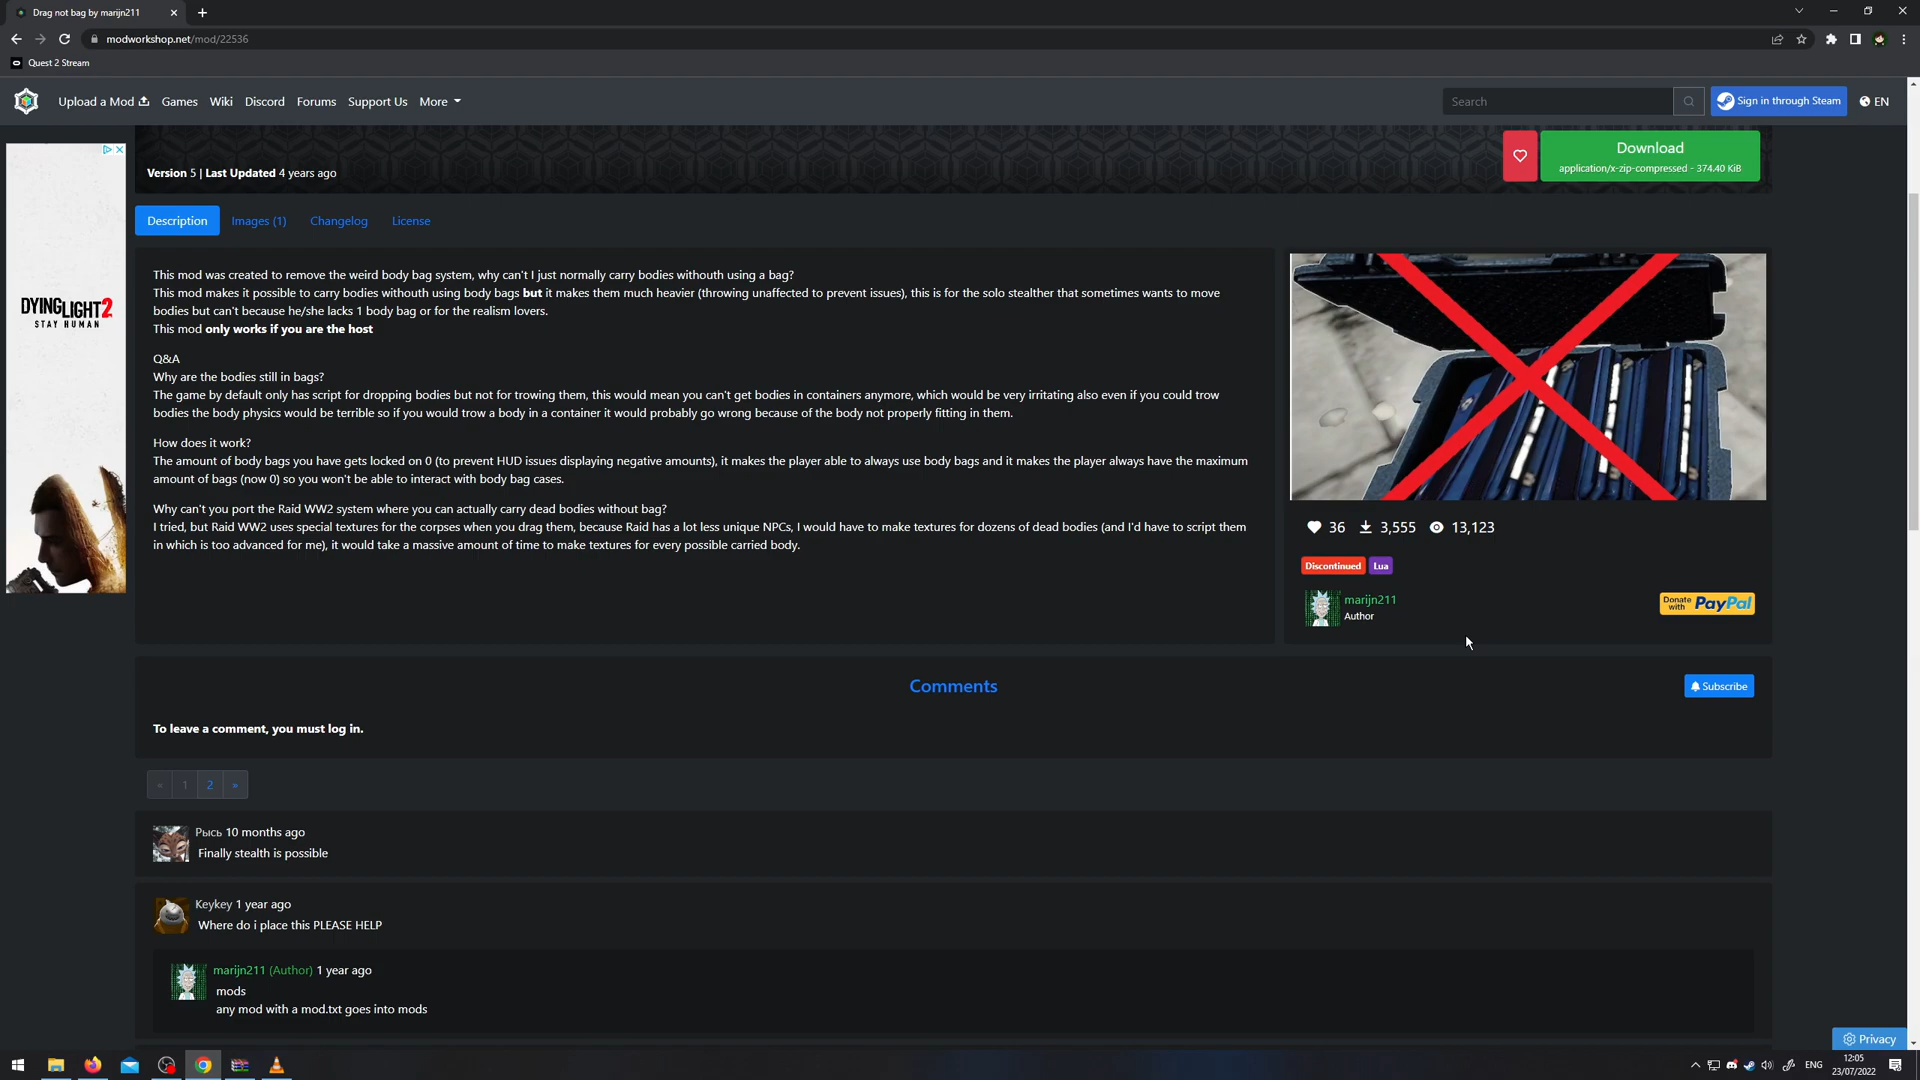 Drag not bag by marijn211
modworkshop.net/mod/22536
Quest 2 Stream
Upload a Mod Games Wiki Discord Forums Support Us More
Search
Sign in through Steam
EN
Version 5 | Last Updated 4 years ago
Download
application/x-zip-compressed - 374.40 KiB
Description Images (1) Changelog License
DYING LIGHT 2
STAY HUMAN
This mod was created to remove the weird body bag system, why can't I just normally carry bodies withouth using a bag?
This mod makes it possible to carry bodies withouth using body bags but it makes them much heavier (throwing unaffected to prevent issues), this is for the solo stealther that sometimes wants to move
bodies but can't because he/she lacks 1 body bag or for the realism lovers.
This mod only works if you are the host
Q&A
Why are the bodies still in bags?
The game by default only has script for dropping bodies but not for trowing them, this would mean you can't get bodies in containers anymore, which would be very irritating also even if you could trow
bodies the body physics would be terrible so if you would trow a body in a container it would probably go wrong because of the body not properly fitting in them.
How does it work?
The amount of body bags you have gets locked on 0 (to prevent HUD issues displaying negative amounts), it makes the player able to always use body bags and it makes the player always have the maximum
amount of bags (now 0) so you won't be able to interact with body bag cases.
Why can't you port the Raid WW2 system where you can actually carry dead bodies without bag?
I tried, but Raid WW2 uses special textures for the corpses when you drag them, because Raid has a lot less unique NPCs, I would have to make textures for dozens of dead bodies (and I'd have to script them
in which is too advanced for me), it would take a massive amount of time to make textures for every possible carried body.
36 3,555 13,123
Discontinued Lua
marijn211
Author
Donate with PayPal
Comments
Subscribe
To leave a comment, you must log in.
« 1 2 »
Рысь 10 months ago
Finally stealth is possible
Keykey 1 year ago
Where do i place this PLEASE HELP
marijn211 (Author) 1 year ago
mods
any mod with a mod.txt goes into mods
Privacy
ENG
12:05
23/07/2022